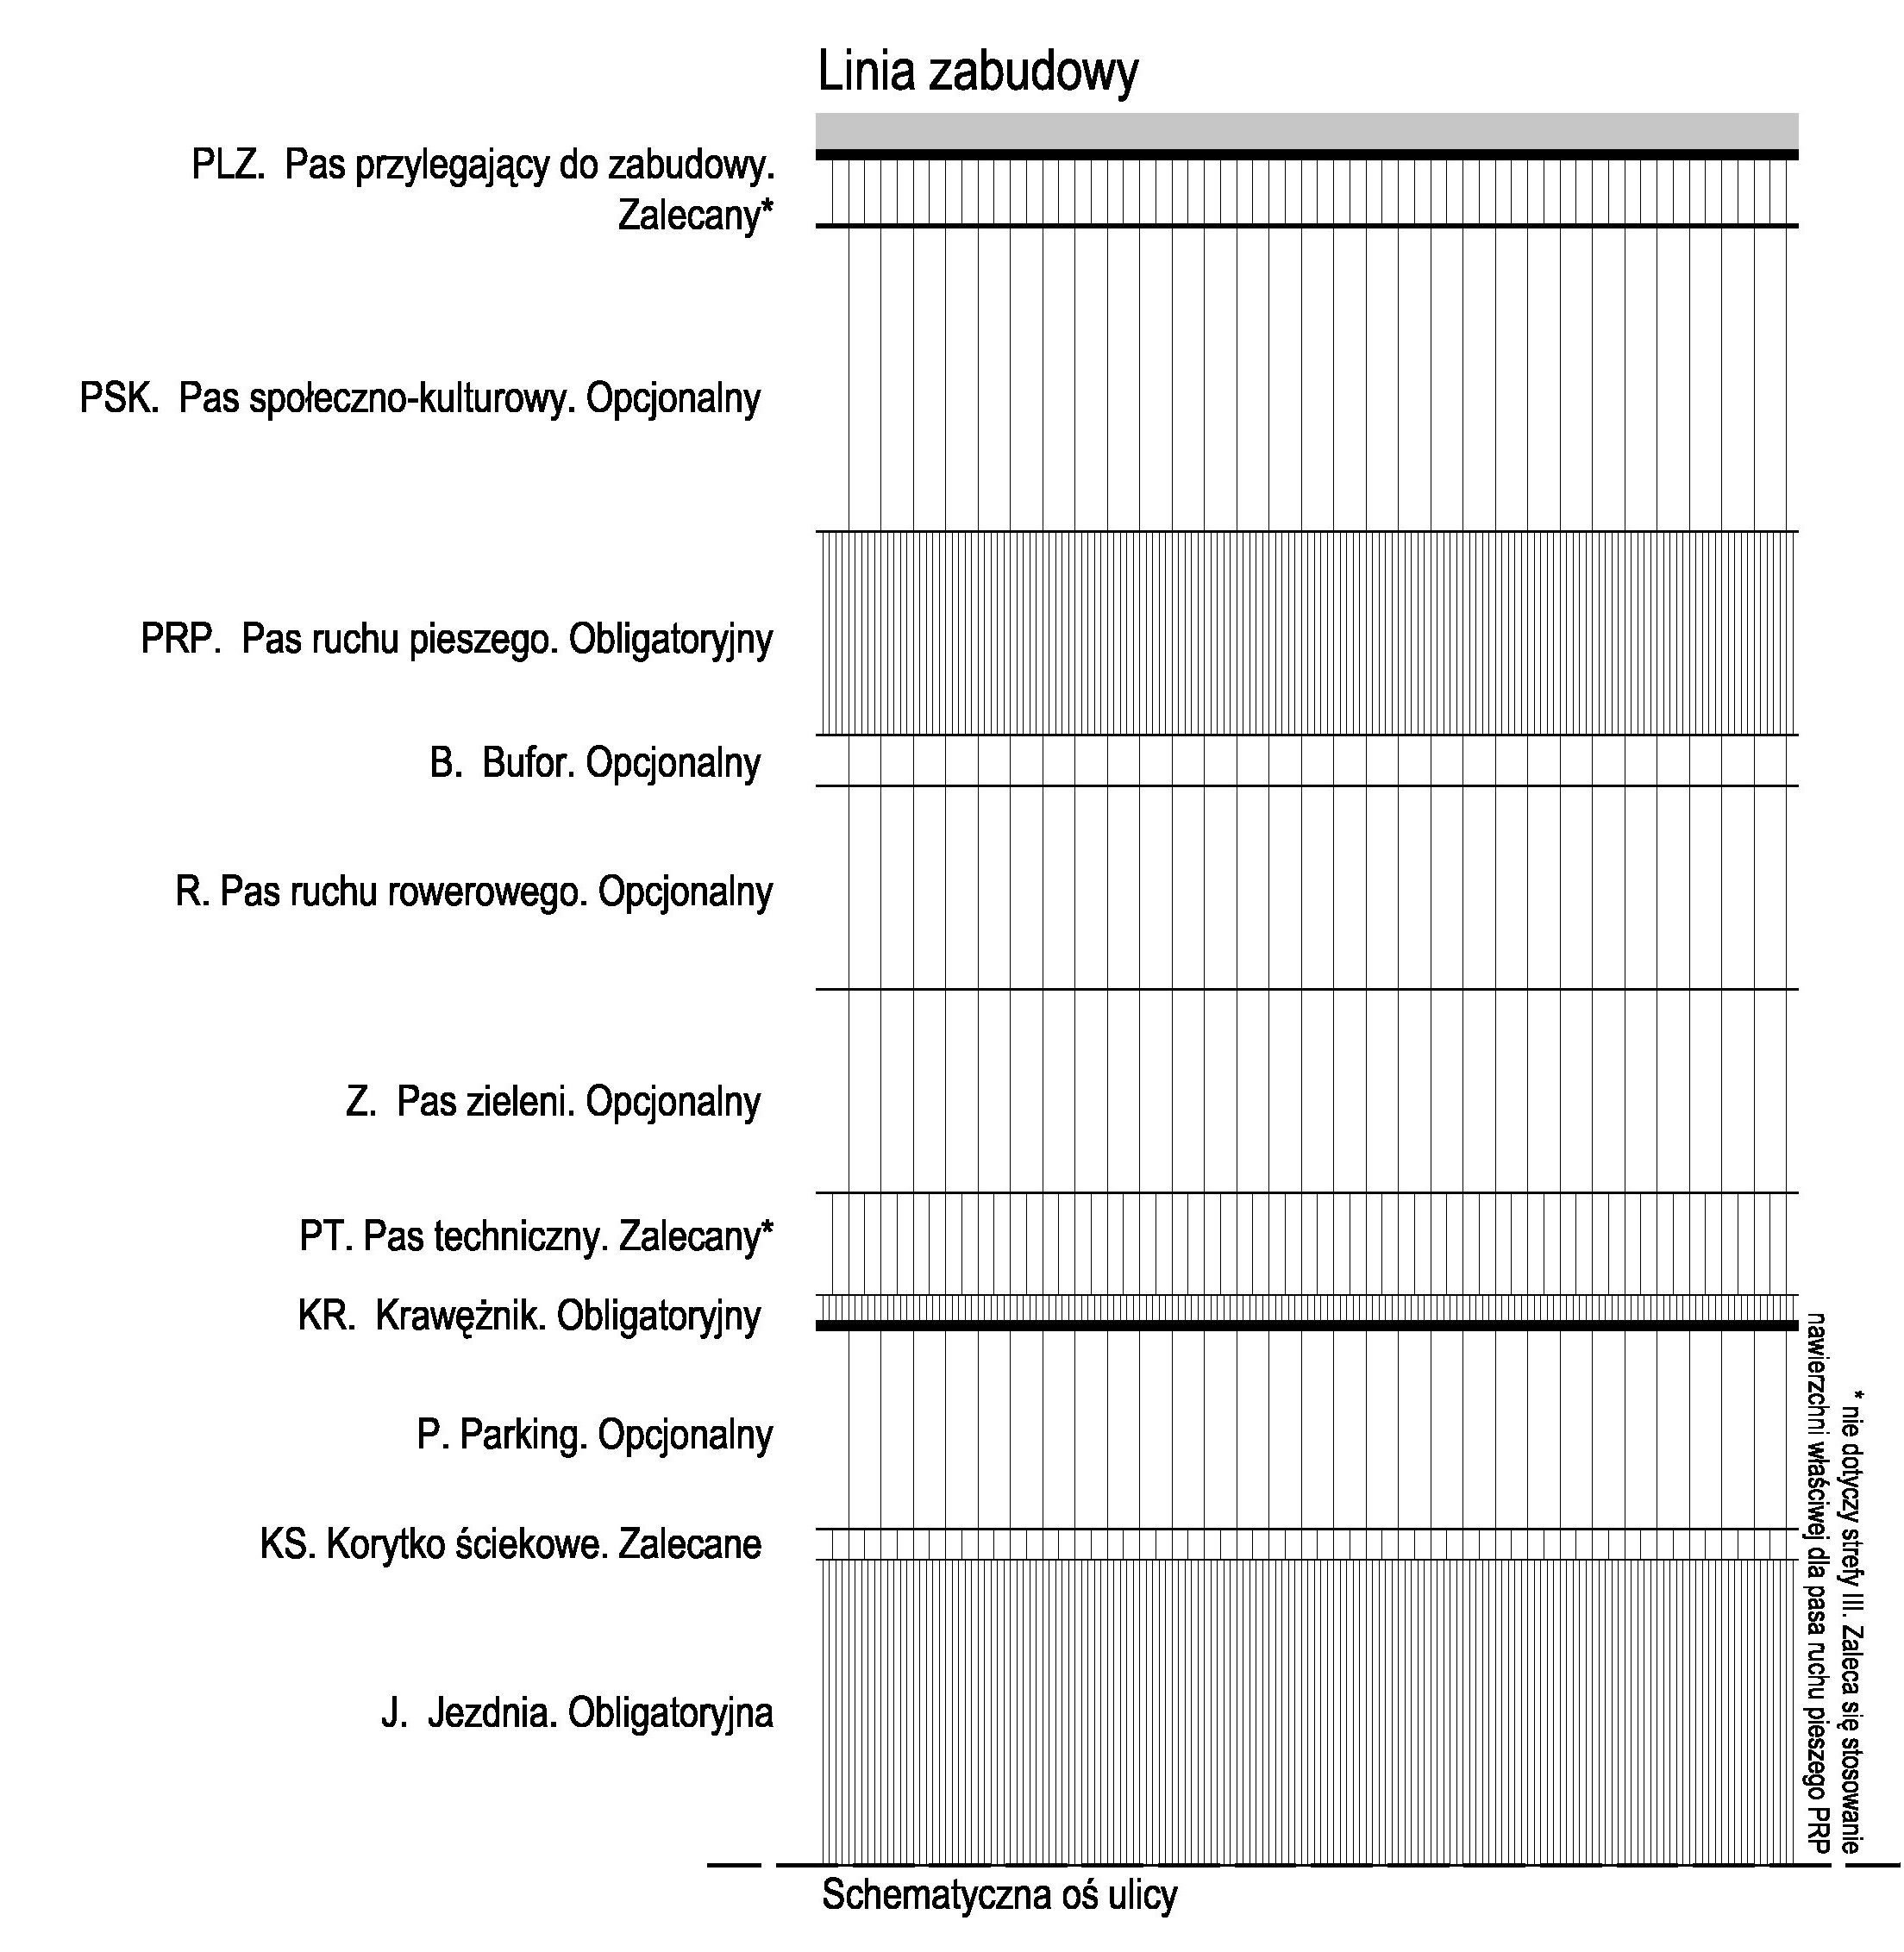 Linia zabudowy
PLZ.  Pas przylegający do zabudowy.
Zalecany*
PSK.  Pas społeczno-kulturowy. Opcjonalny
PRP.  Pas ruchu pieszego. Obligatoryjny
B.  Bufor. Opcjonalny
R. Pas ruchu rowerowego. Opcjonalny
Z.  Pas zieleni. Opcjonalny
PT. Pas techniczny. Zalecany*
KR.  Krawężnik. Obligatoryjny
P. Parking. Opcjonalny
KS. Korytko ściekowe. Zalecane
J.  Jezdnia. Obligatoryjna
* nie dotyczy strefy III. Zaleca się stosowanie
nawierzchni właściwej dla pasa ruchu pieszego PRP
Schematyczna oś ulicy